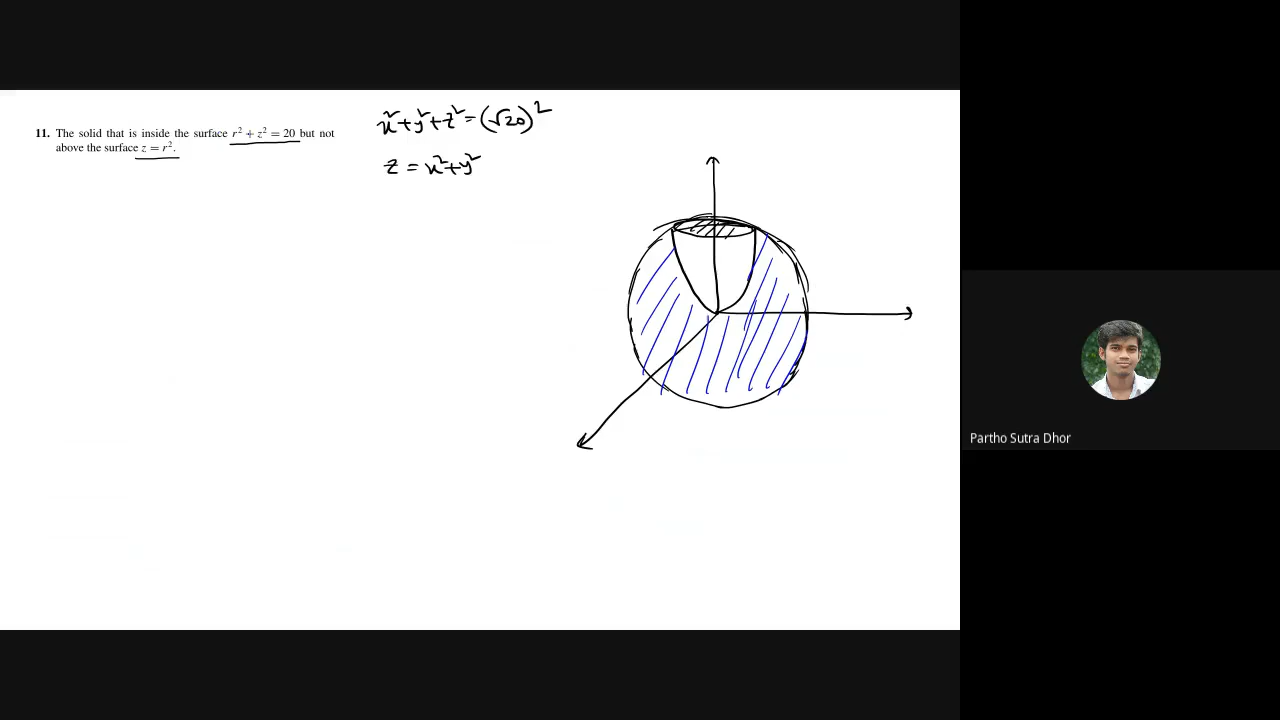 11. The solid that is inside the surface r² + z² = 20 but not
above the surface z = r².
x²+y²+z²=(√20)²
z = x²+y²
Partho Sutra Dhor